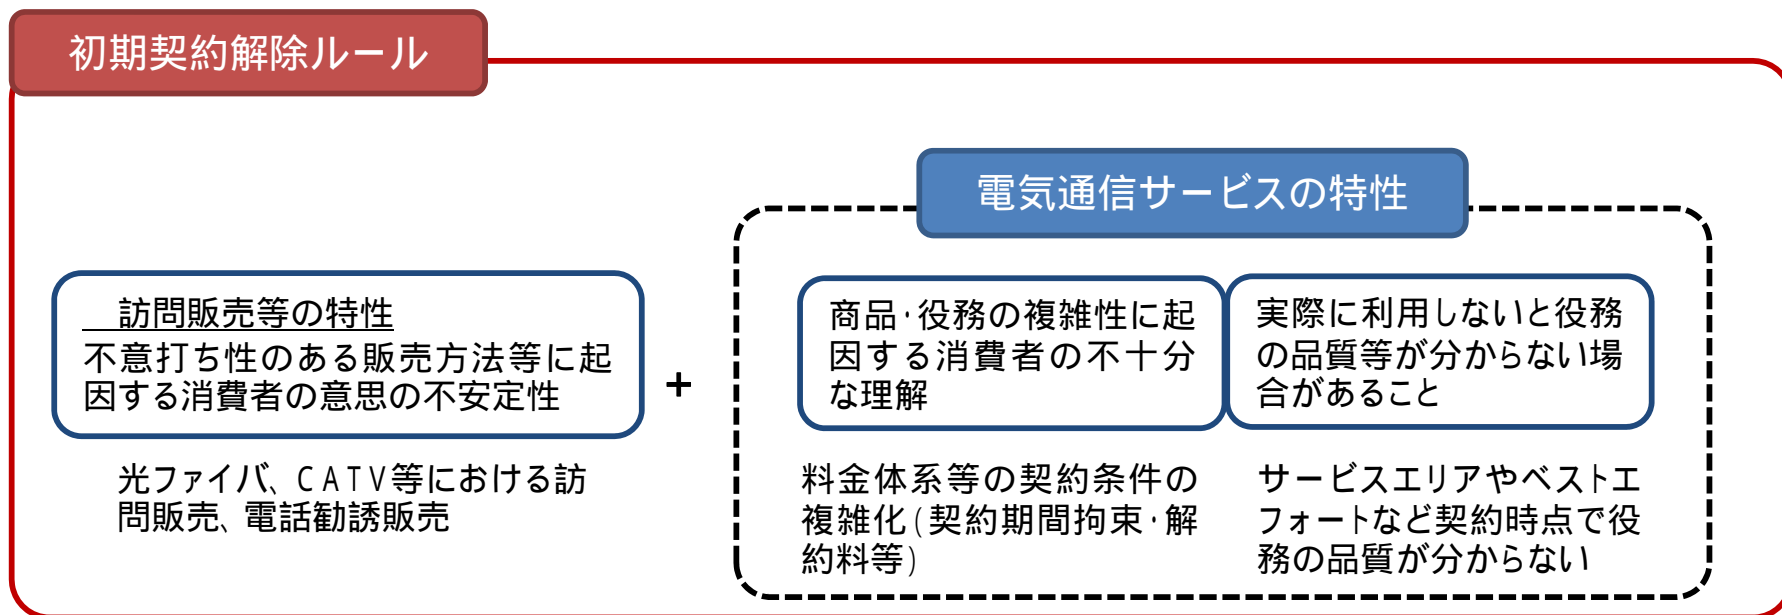 初期契約解除ルール
電気通信サービスの特性
訪問販売等の特性
不意打ち性のある販売方法等に起
因する消費者の意思の不安定性
+
商品・役務の複雑性に起
因する消費者の不十分
な理解
実際に利用しないと役務
の品質等が分からない場
合があること
光ファイバ、CATV等における訪
問販売、電話勧誘販売
料金体系等の契約条件の
複雑化(契約期間拘束・解
約料等)
サービスエリアやベストエ
フォートなど契約時点で役
務の品質が分からない